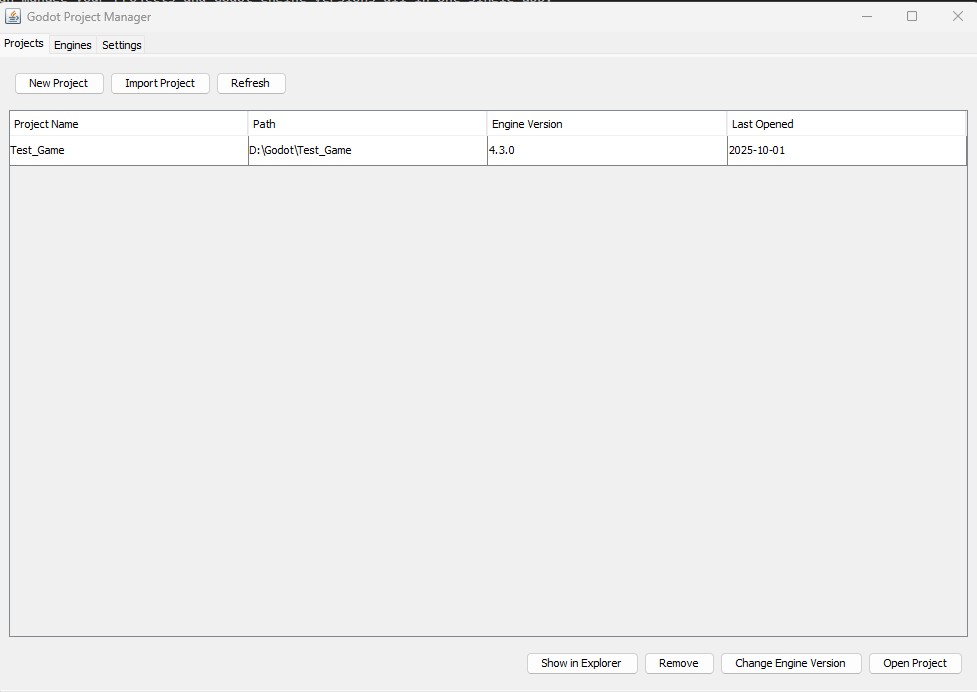 Godot Project Manager
Projects Engines Settings
New Project Import Project Refresh
Project Name Path Engine Version Last Opened
Test_Game D:\Godot\Test_Game 4.3.0 2025-10-01
Show in Explorer Remove Change Engine Version Open Project